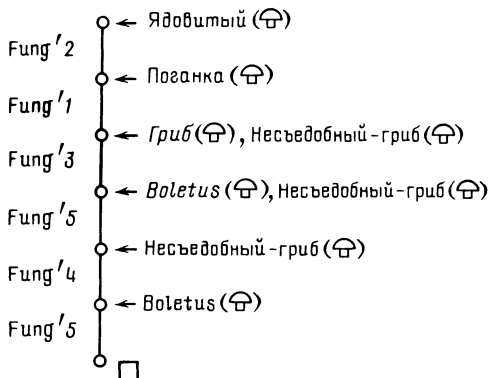 ← Ядовитый ( )
Fung'2
← Поганка ( )
Fung'1
← Гриб ( ), Несъедобный-гриб ( )
Fung'3
← Boletus ( ), Несъедобный-гриб ( )
Fung'5
← Несъедобный-гриб ( )
Fung'4
← Boletus ( )
Fung'5